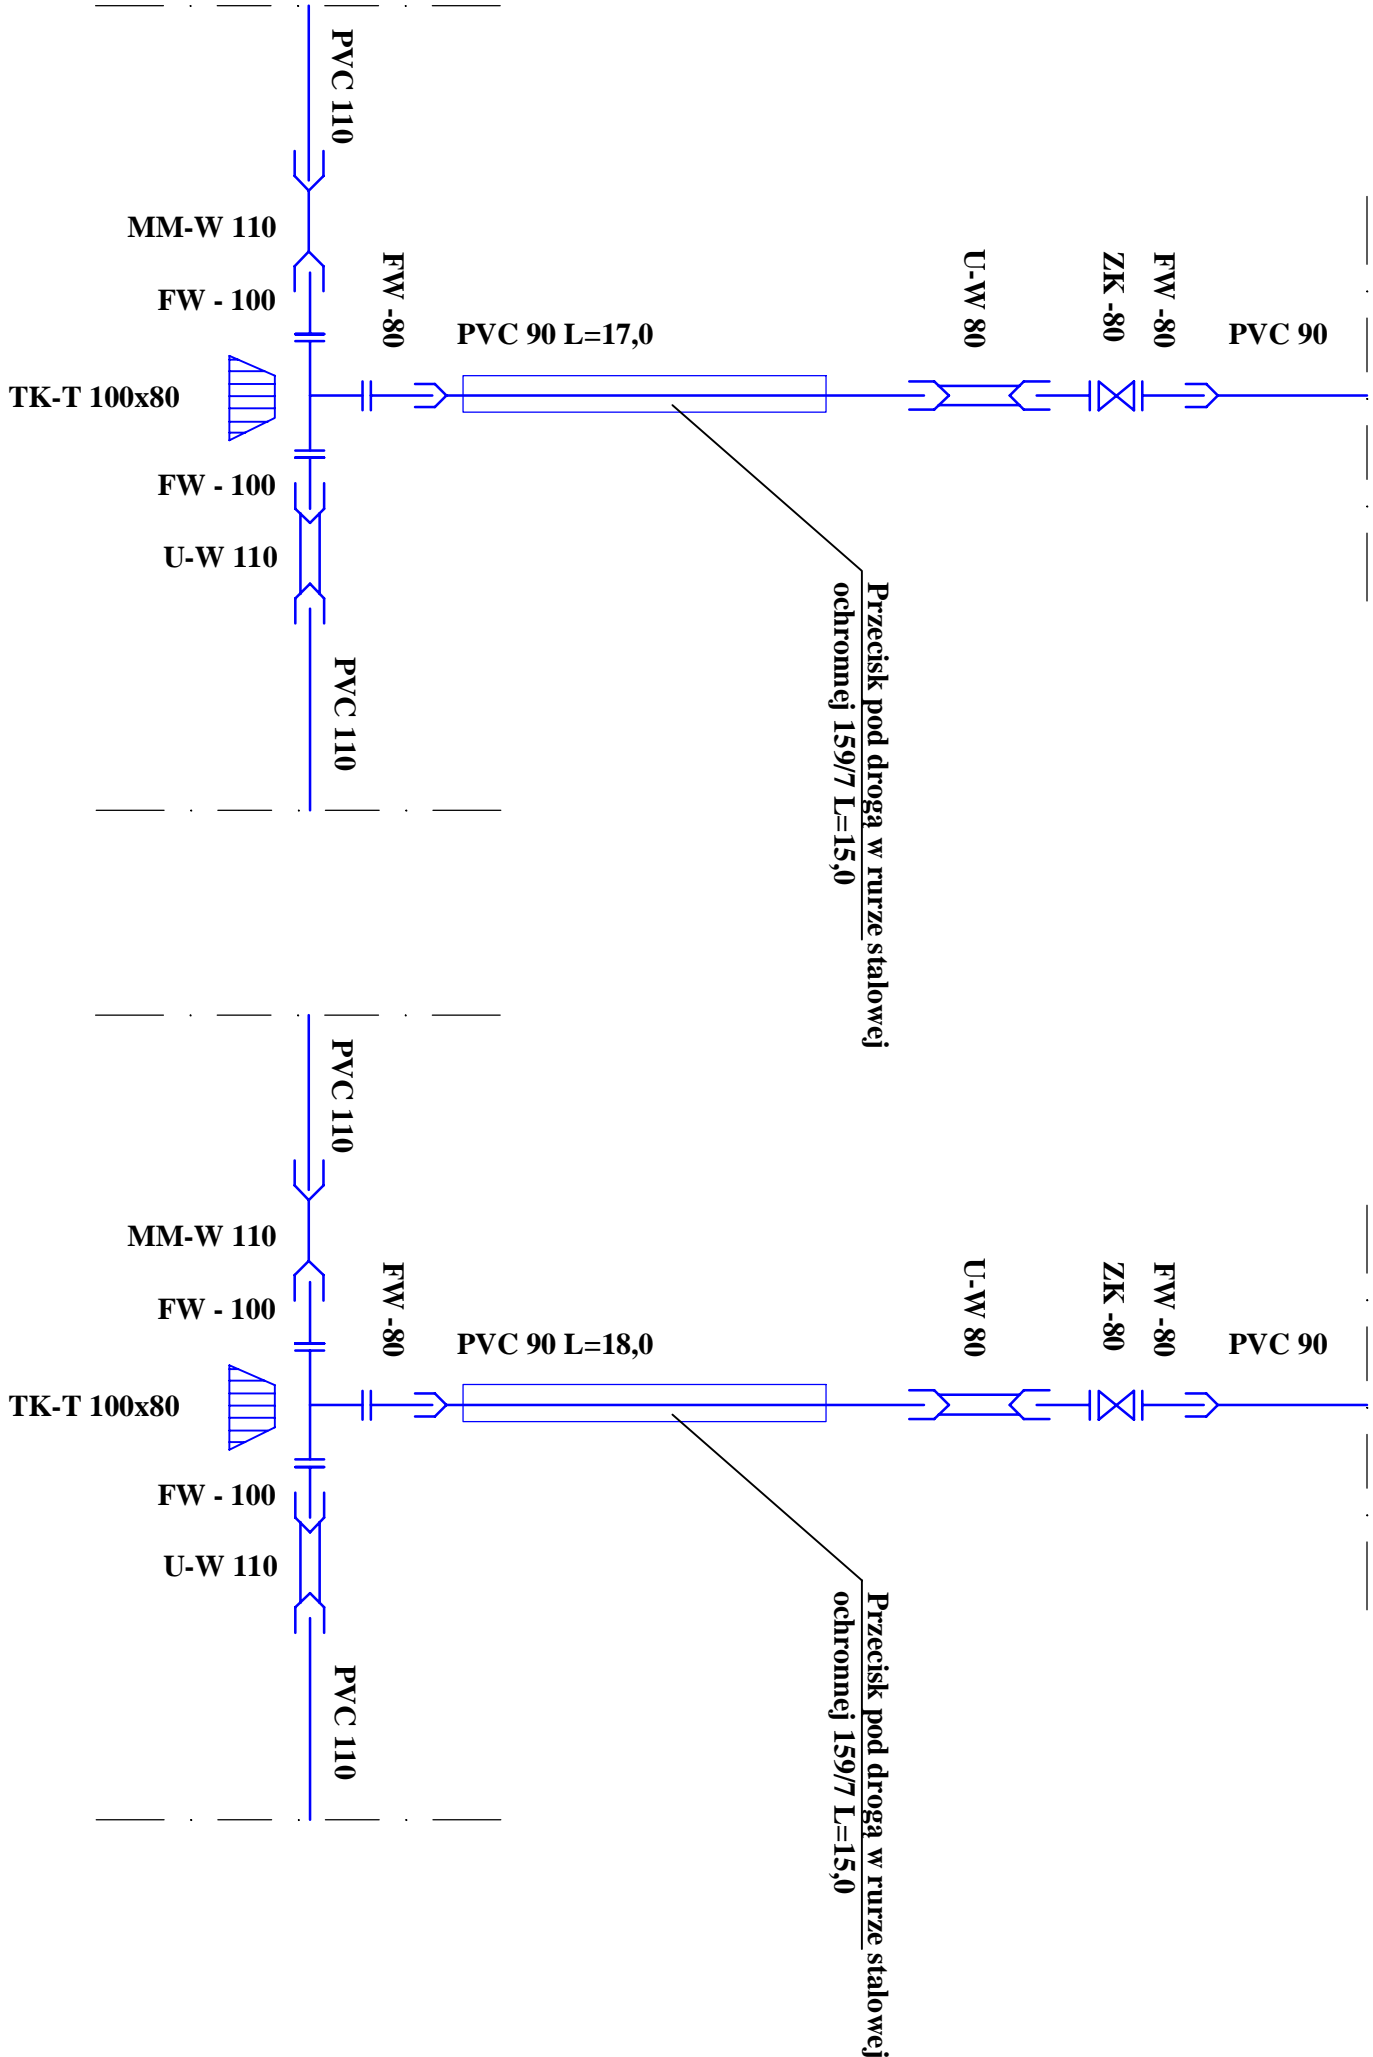 PVC 110
MM-W 110
FW - 100
FW -80
PVC 90 L=17,0
U-W 80
ZK -80
FW -80
PVC 90
TK-T 100x80
FW - 100
U-W 110
PVC 110
Przecisk pod drogą w rurze stalowej
ochronnej 159/7 L=15,0
PVC 110
MM-W 110
FW - 100
FW -80
PVC 90 L=18,0
U-W 80
ZK -80
FW -80
PVC 90
TK-T 100x80
FW - 100
U-W 110
PVC 110
Przecisk pod drogą w rurze stalowej
ochronnej 159/7 L=15,0